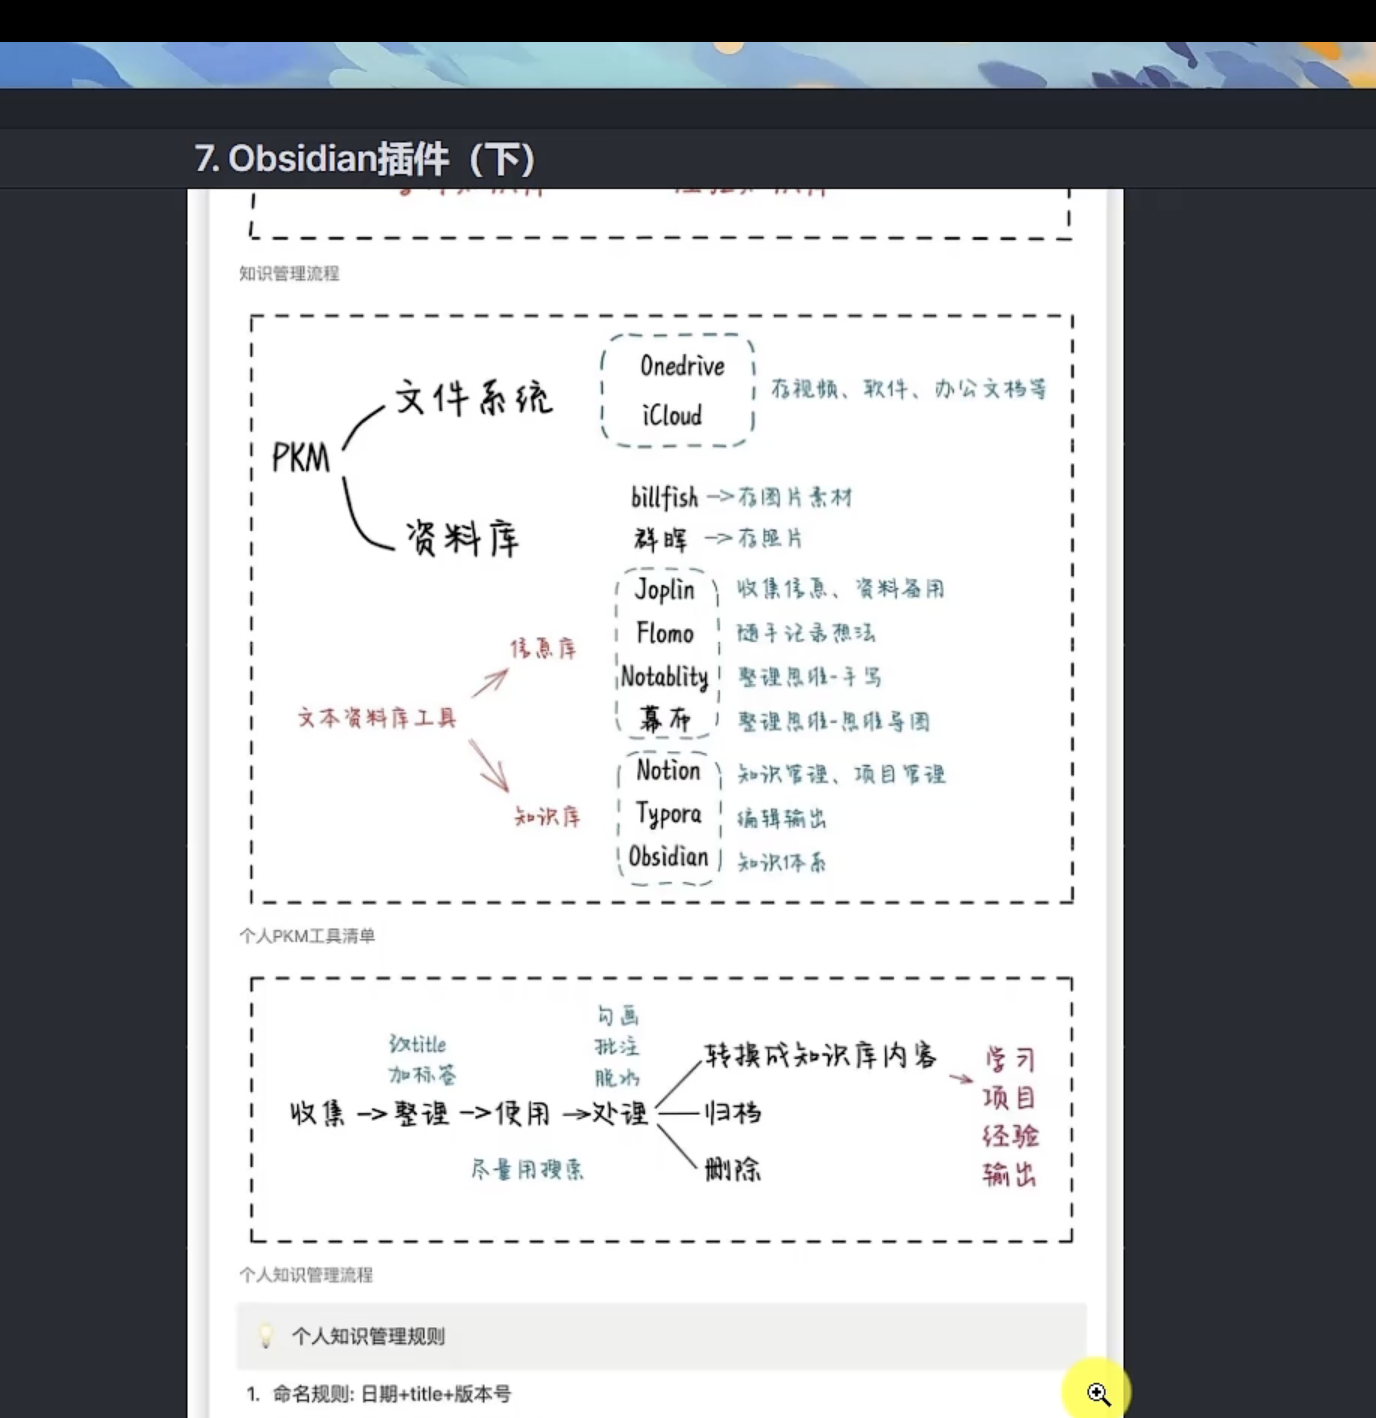 7. Obsidian插件（下）
知识管理流程
PKM
文件系统
Onedrive
iCloud
存视频、软件、办公文档等
资料库
billfish ->存图片素材
群晖 ->存照片
文本资料库工具
信息库
Joplin 收集信息、资料备用
Flomo 随手记录想法
Notablity 整理思维-手写
幕布 整理思维-思维导图
知识库
Notion 知识管理、项目管理
Typora 编辑输出
Obsidian 知识体系
个人PKM工具清单
改title
加标签
勾画
批注
脱水
收集 -> 整理 -> 使用 -> 处理
尽量用搜索
转换成知识库内容
归档
删除
学习
项目
经验
输出
个人知识管理流程
个人知识管理规则
1. 命名规则: 日期+title+版本号